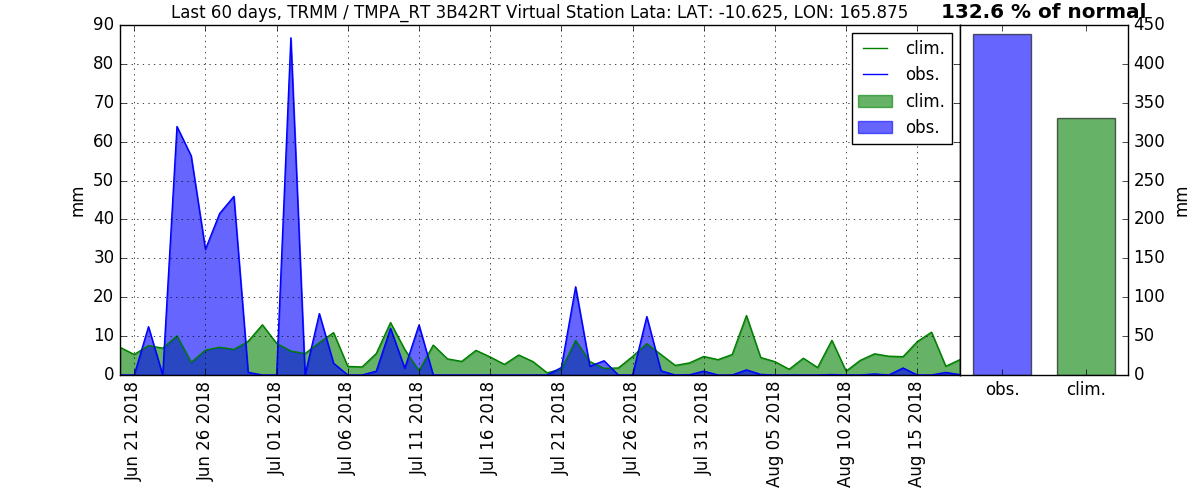 Last 60 days, TRMM / TMPA_RT 3B42RT Virtual Station Lata: LAT: -10.625, LON: 165.875
132.6 % of normal
90
80
70
60
50
40
30
20
10
0
mm
clim.
obs.
clim.
obs.
450
400
350
300
250
200
150
100
50
0
mm
Jun 21 2018
Jun 26 2018
Jul 01 2018
Jul 06 2018
Jul 11 2018
Jul 16 2018
Jul 21 2018
Jul 26 2018
Jul 31 2018
Aug 05 2018
Aug 10 2018
Aug 15 2018
obs.
clim.